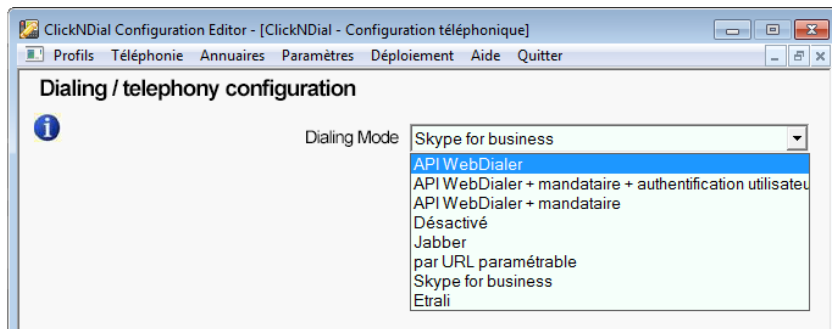 ClickNDial Configuration Editor - [ClickNDial - Configuration téléphonique]
Profils Téléphonie Annuaires Paramètres Déploiement Aide Quitter
Dialing / telephony configuration
Dialing Mode Skype for business
API WebDialer
API WebDialer + mandataire + authentification utilisateu
API WebDialer + mandataire
Désactivé
Jabber
par URL paramétrable
Skype for business
Etrali